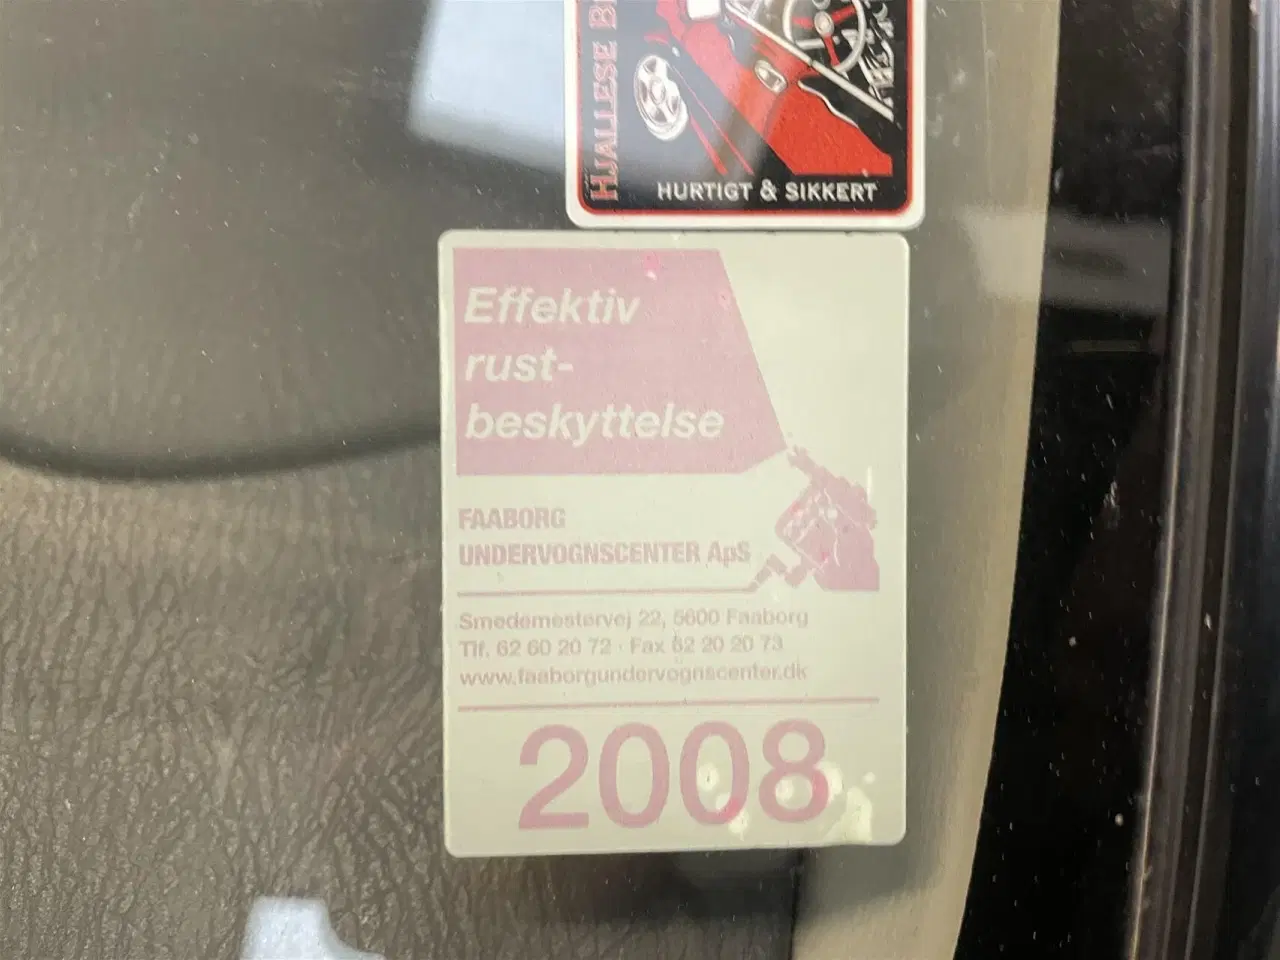 HJALLESE
HURTIGT & SIKKERT
Effektiv
rust-
beskyttelse
FAABORG
UNDERVOGNSCENTER ApS
Smedemestervej 22, 5600 Faaborg
Tlf. 62 60 20 72 · Fax 62 20 20 73
www.faaborgundervognscenter.dk
2008